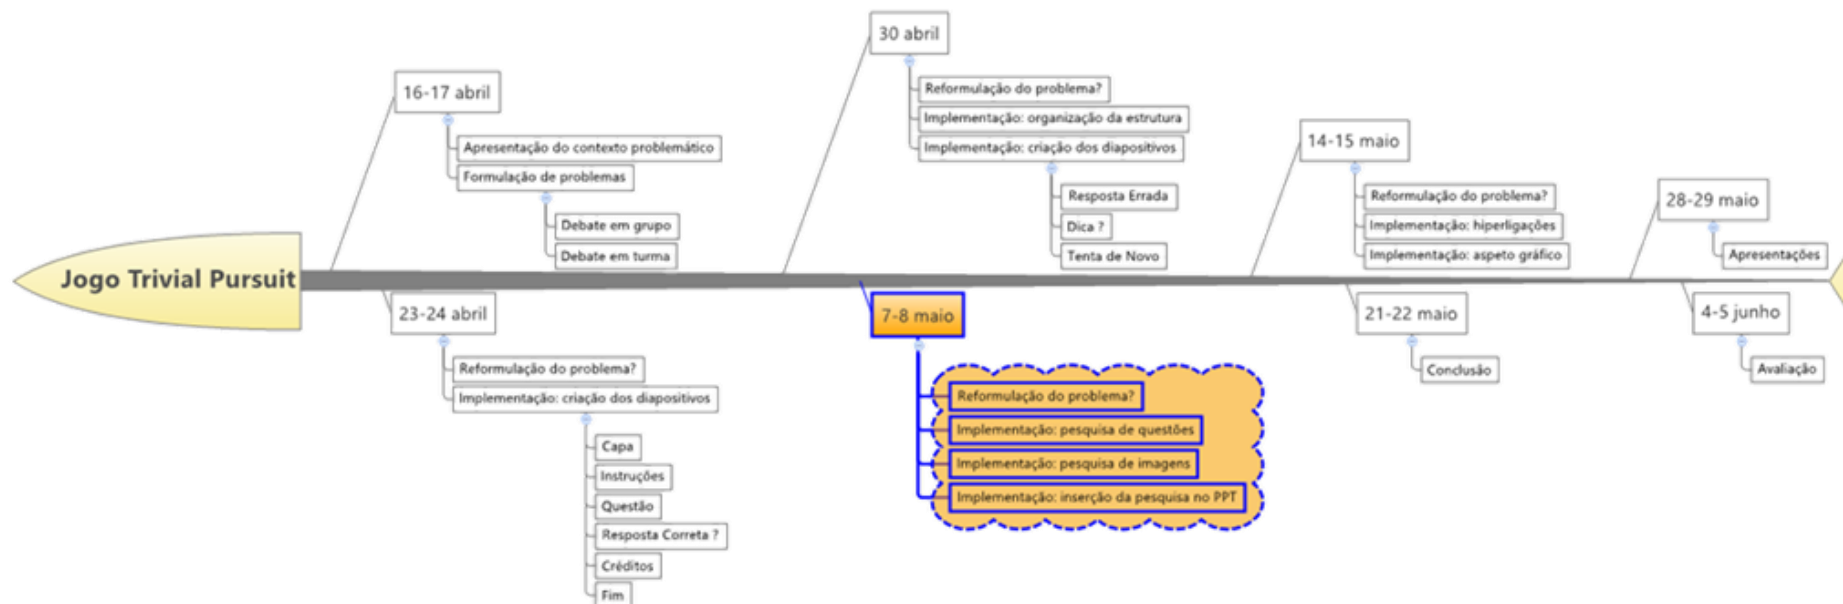 Jogo Trivial Pursuit
16-17 abril
Apresentação do contexto problemático
Formulação de problemas
Debate em grupo
Debate em turma
23-24 abril
Reformulação do problema?
Implementação: criação dos diapositivos
Capa
Instruções
Questão
Resposta Correta ?
Créditos
Fim
30 abril
Reformulação do problema?
Implementação: organização da estrutura
Implementação: criação dos diapositivos
Resposta Errada
Dica ?
Tenta de Novo
7-8 maio
Reformulação do problema?
Implementação: pesquisa de questões
Implementação: pesquisa de imagens
Implementação: inserção da pesquisa no PPT
14-15 maio
Reformulação do problema?
Implementação: hiperligações
Implementação: aspeto gráfico
21-22 maio
Conclusão
28-29 maio
Apresentações
4-5 junho
Avaliação